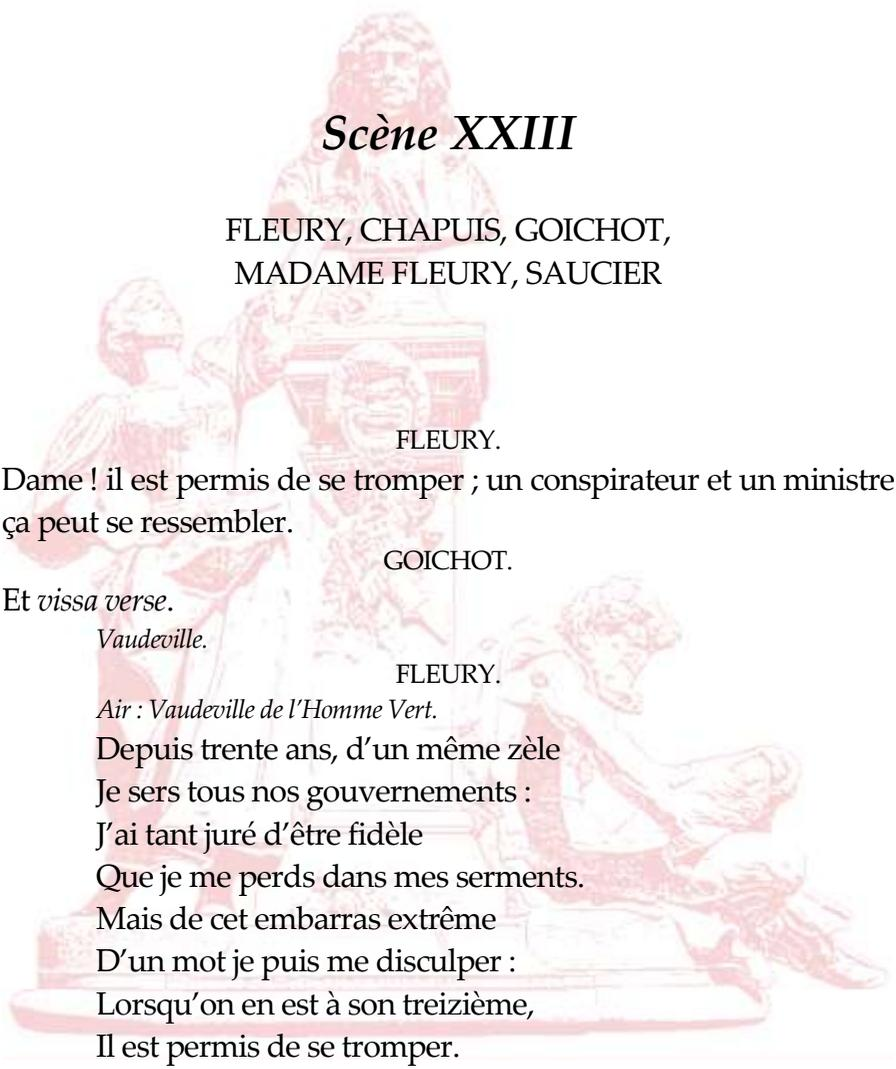 Scène XXIII
FLEURY, CHAPUIS, GOICHOT,
MADAME FLEURY, SAUCIER
FLEURY.
Dame ! il est permis de se tromper ; un conspirateur et un ministre
ça peut se ressembler.
GOICHOT.
Et vissa verse.
Vaudeville.
FLEURY.
Air : Vaudeville de l’Homme Vert.
Depuis trente ans, d’un même zèle
Je sers tous nos gouvernements :
J’ai tant juré d’être fidèle
Que je me perds dans mes serments.
Mais de cet embarras extrême
D’un mot je puis me disculper :
Lorsqu’on en est à son treizième,
Il est permis de se tromper.